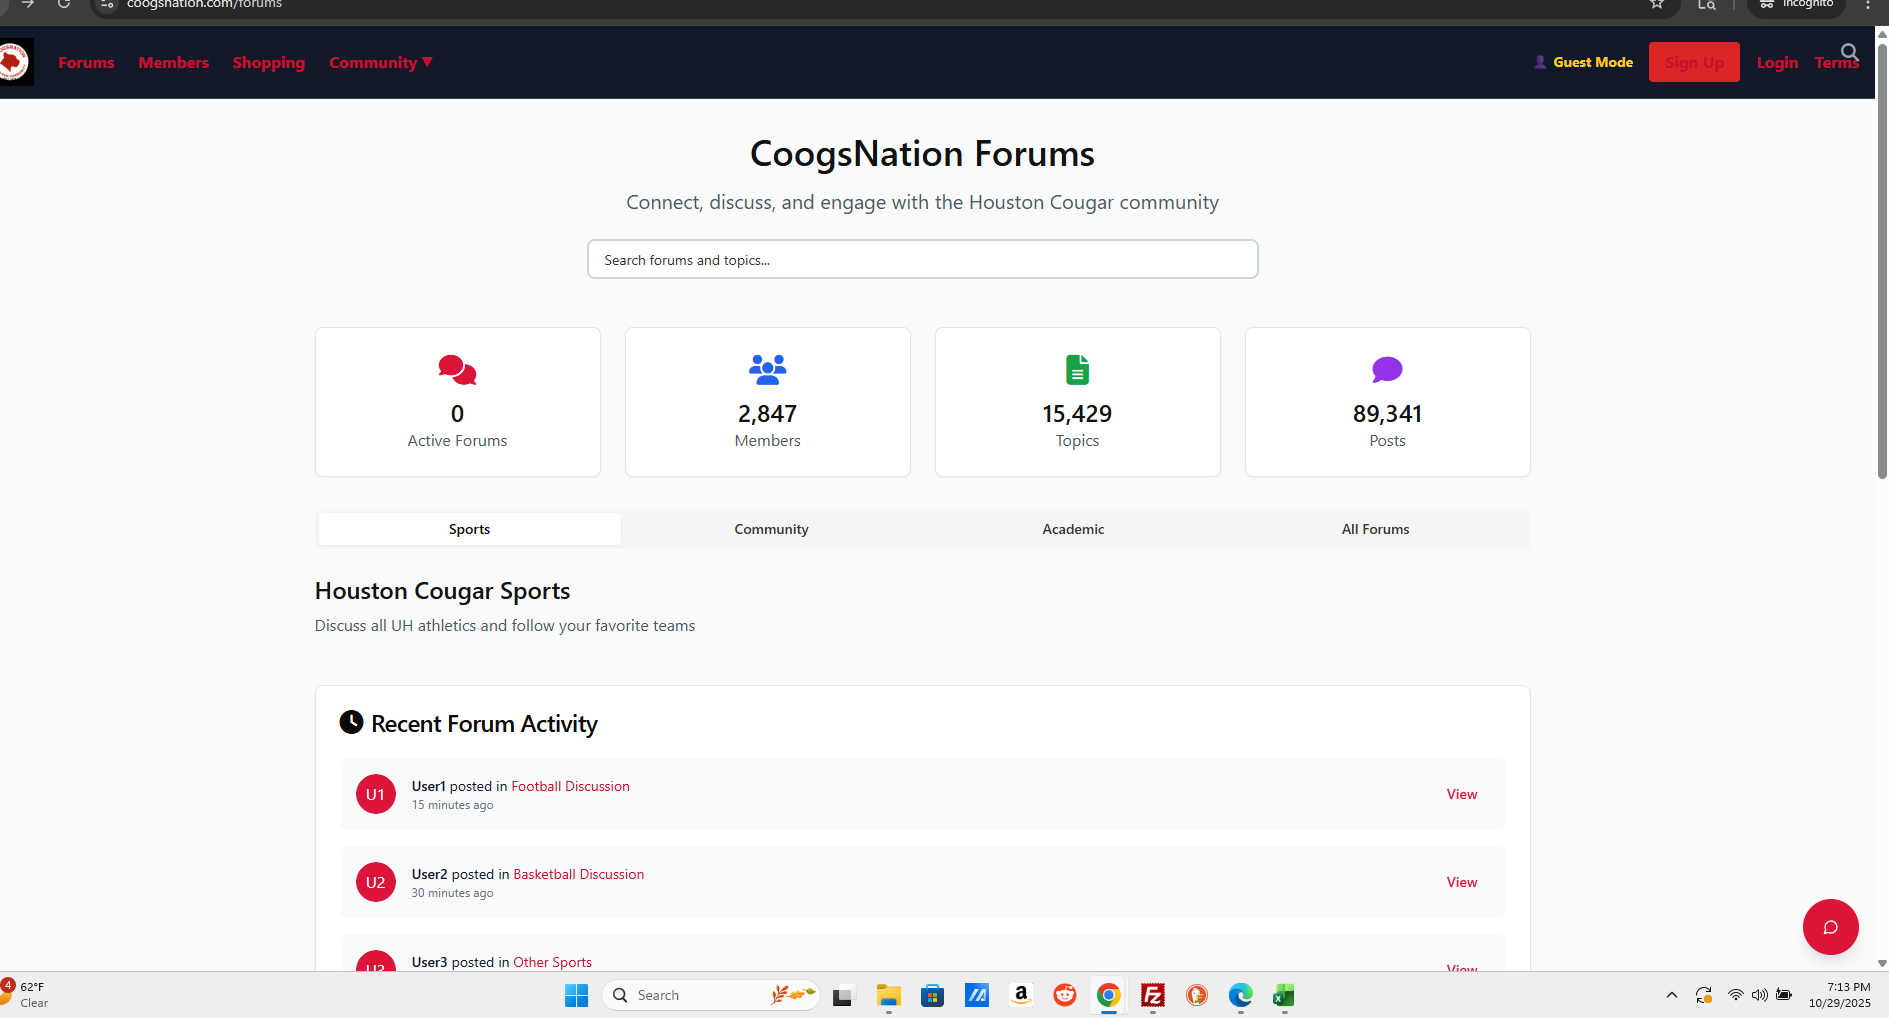 coogsnation.com/forums
Incognito
Forums Members Shopping Community ▼
Guest Mode Sign Up Login Terms
CoogsNation Forums
Connect, discuss, and engage with the Houston Cougar community
Search forums and topics...
0
Active Forums
2,847
Members
15,429
Topics
89,341
Posts
Sports Community Academic All Forums
Houston Cougar Sports
Discuss all UH athletics and follow your favorite teams
Recent Forum Activity
U1
User1 posted in Football Discussion
15 minutes ago
View
U2
User2 posted in Basketball Discussion
30 minutes ago
View
U3
User3 posted in Other Sports
View
4
62°F
Clear
Search
a
Fz
7:13 PM
10/29/2025